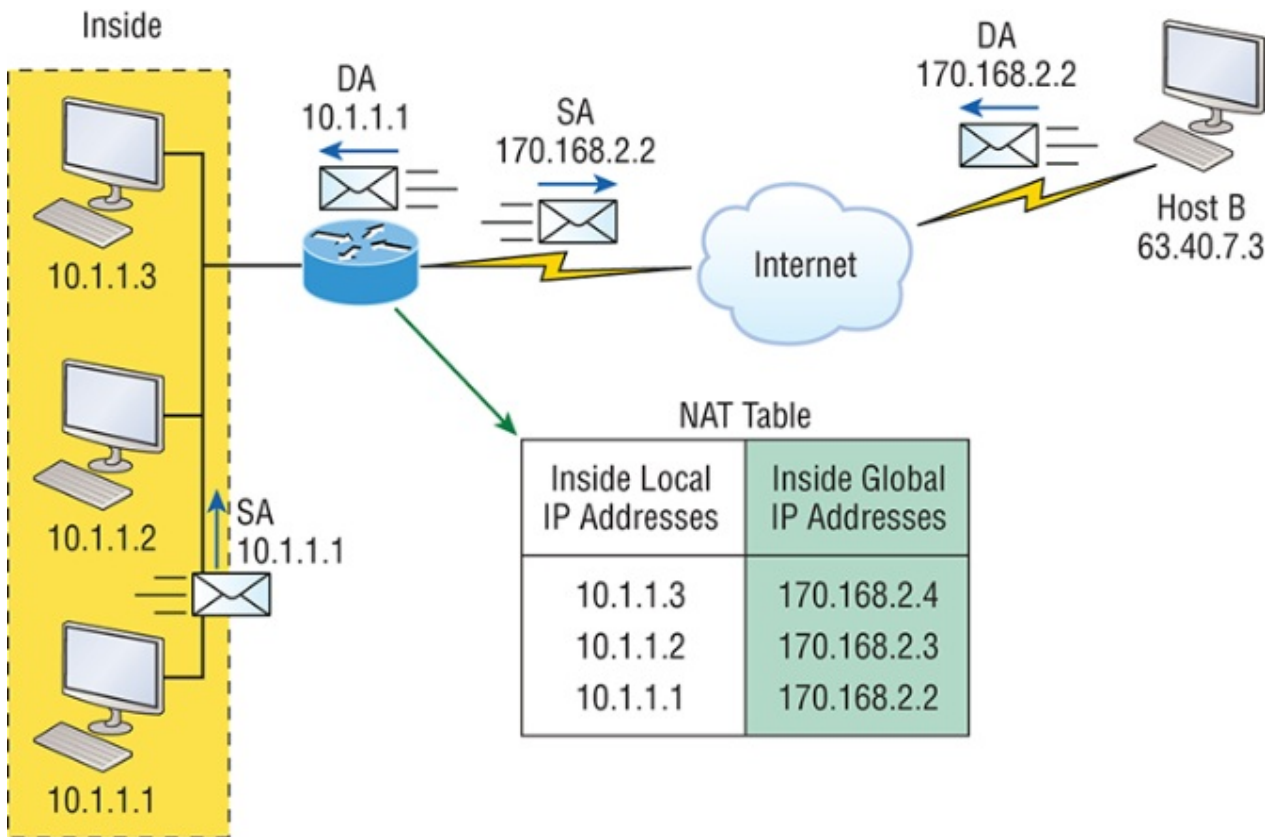 Inside
DA
10.1.1.1
SA
170.168.2.2
DA
170.168.2.2
Host B
63.40.7.3
Internet
10.1.1.3
10.1.1.2
SA
10.1.1.1
10.1.1.1
NAT Table
Inside Local
IP Addresses
Inside Global
IP Addresses
10.1.1.3 170.168.2.4
10.1.1.2 170.168.2.3
10.1.1.1 170.168.2.2